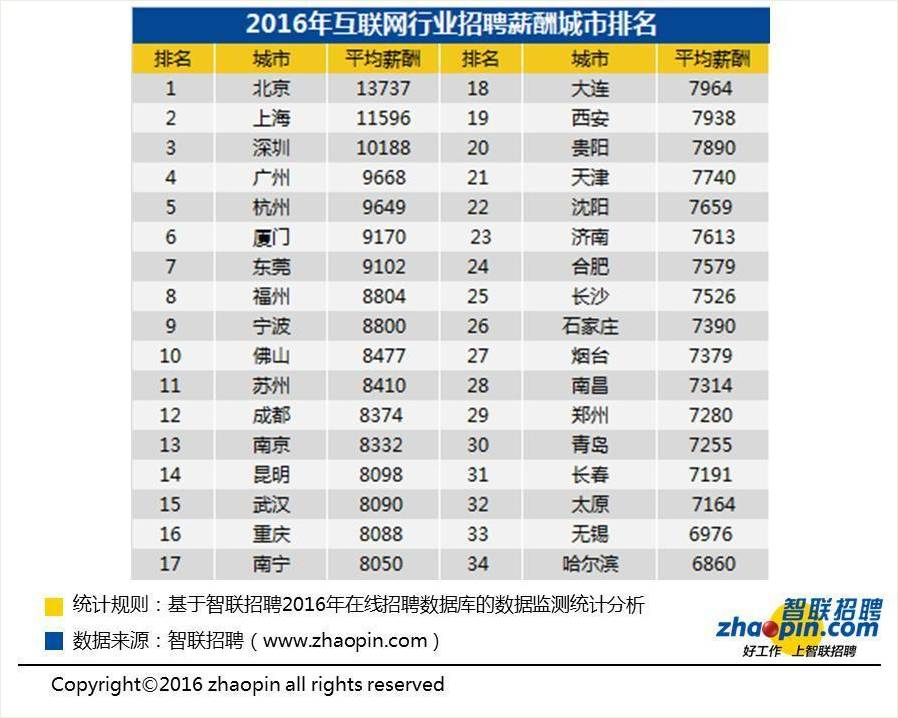 2016年互联网行业招聘薪酬城市排名
排名 城市 平均薪酬 排名 城市 平均薪酬
1 北京 13737 18 大连 7964
2 上海 11596 19 西安 7938
3 深圳 10188 20 贵阳 7890
4 广州 9668 21 天津 7740
5 杭州 9649 22 沈阳 7659
6 厦门 9170 23 济南 7613
7 东莞 9102 24 合肥 7579
8 福州 8804 25 长沙 7526
9 宁波 8800 26 石家庄 7390
10 佛山 8477 27 烟台 7379
11 苏州 8410 28 南昌 7314
12 成都 8374 29 郑州 7280
13 南京 8332 30 青岛 7255
14 昆明 8098 31 长春 7191
15 武汉 8090 32 太原 7164
16 重庆 8088 33 无锡 6976
17 南宁 8050 34 哈尔滨 6860
统计规则：基于智联招聘2016年在线招聘数据库的数据监测统计分析
数据来源：智联招聘（www.zhaopin.com）
智联招聘
zhaopin.com
好工作 上智联招聘
Copyright©2016 zhaopin all rights reserved